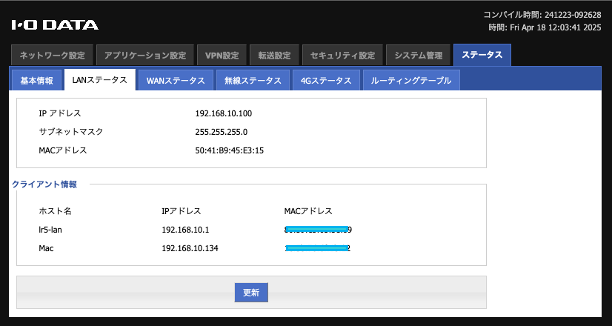 I-O DATA
コンパイル時間: 241223-092628
時間: Fri Apr 18 12:03:41 2025
ネットワーク設定 アプリケーション設定 VPN設定 転送設定 セキュリティ設定 システム管理 ステータス
基本情報 LANステータス WANステータス 無線ステータス 4Gステータス ルーティングテーブル
IP アドレス 192.168.10.100
サブネットマスク 255.255.255.0
MACアドレス 50:41:B9:45:E3:15
クライアント情報
ホスト名 IPアドレス MACアドレス
lrS-lan 192.168.10.1
Mac 192.168.10.134
更新